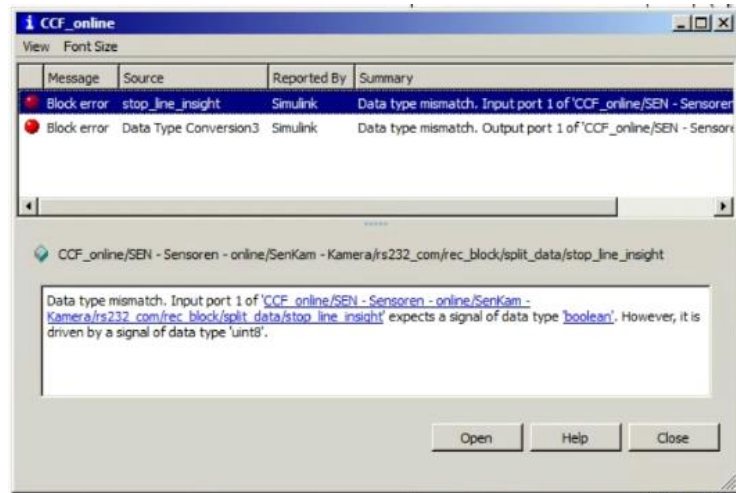 CCF_online
View Font Size
Message Source Reported By Summary
Block error stop_line_insight Simulink Data type mismatch. Input port 1 of 'CCF_online/SEN - Sensoren
Block error Data Type Conversion3 Simulink Data type mismatch. Output port 1 of 'CCF_online/SEN - Sensore
CCF_online/SEN - Sensoren - online/SenKam - Kamera/rs232_com/rec_block/split_data/stop_line_insight
Data type mismatch. Input port 1 of 'CCF_online/SEN - Sensoren - online/SenKam -
Kamera/rs232_com/rec_block/split_data/stop_line_insight' expects a signal of data type 'boolean'. However, it is
driven by a signal of data type 'uint8'.
Open Help Close